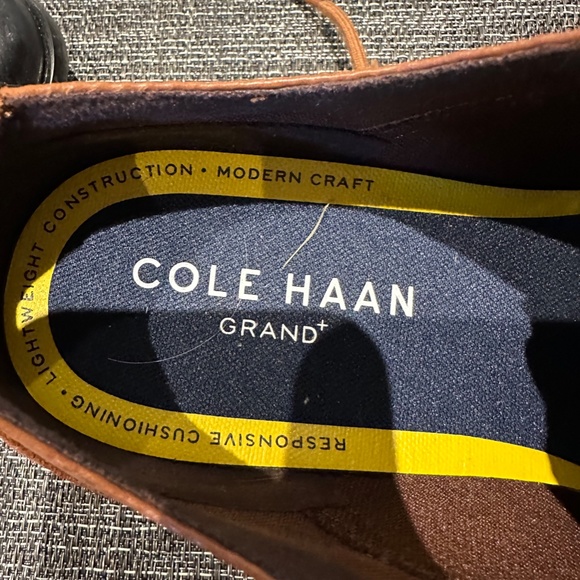 RESPONSIVE CUSHIONING • LIGHTWEIGHT CONSTRUCTION • MODERN CRAFT
COLE HAAN
GRAND+